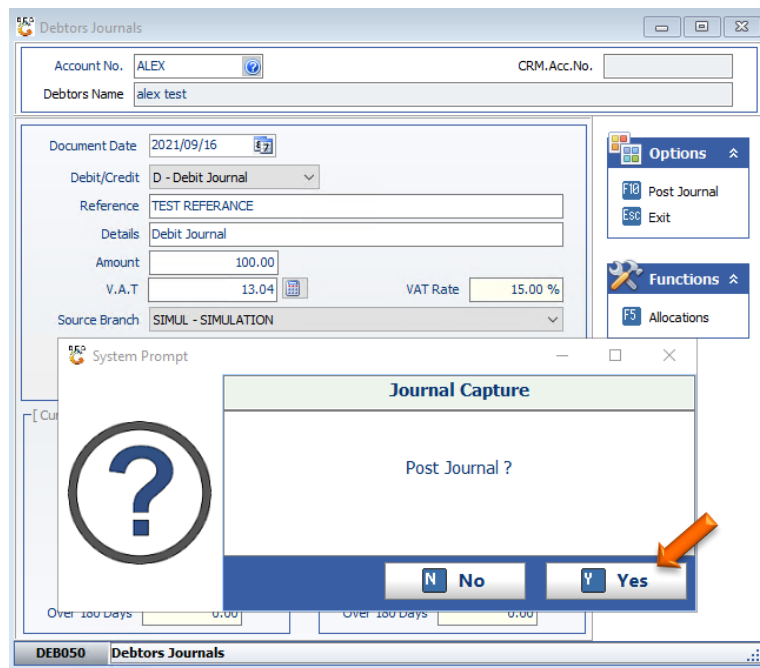 Debtors Journals
Account No. ALEX CRM.Acc.No.
Debtors Name alex test
Document Date 2021/09/16
Debit/Credit D - Debit Journal
Reference TEST REFERANCE
Details Debit Journal
Amount 100.00
V.A.T 13.04 VAT Rate 15.00 %
Source Branch SIMUL - SIMULATION
Options
F10 Post Journal
Esc Exit
Functions
F5 Allocations
System Prompt
Journal Capture
Post Journal ?
N No Y Yes
[ Cu
Over 180 Days 0.00 Over 180 Days 0.00
DEB050 Debtors Journals